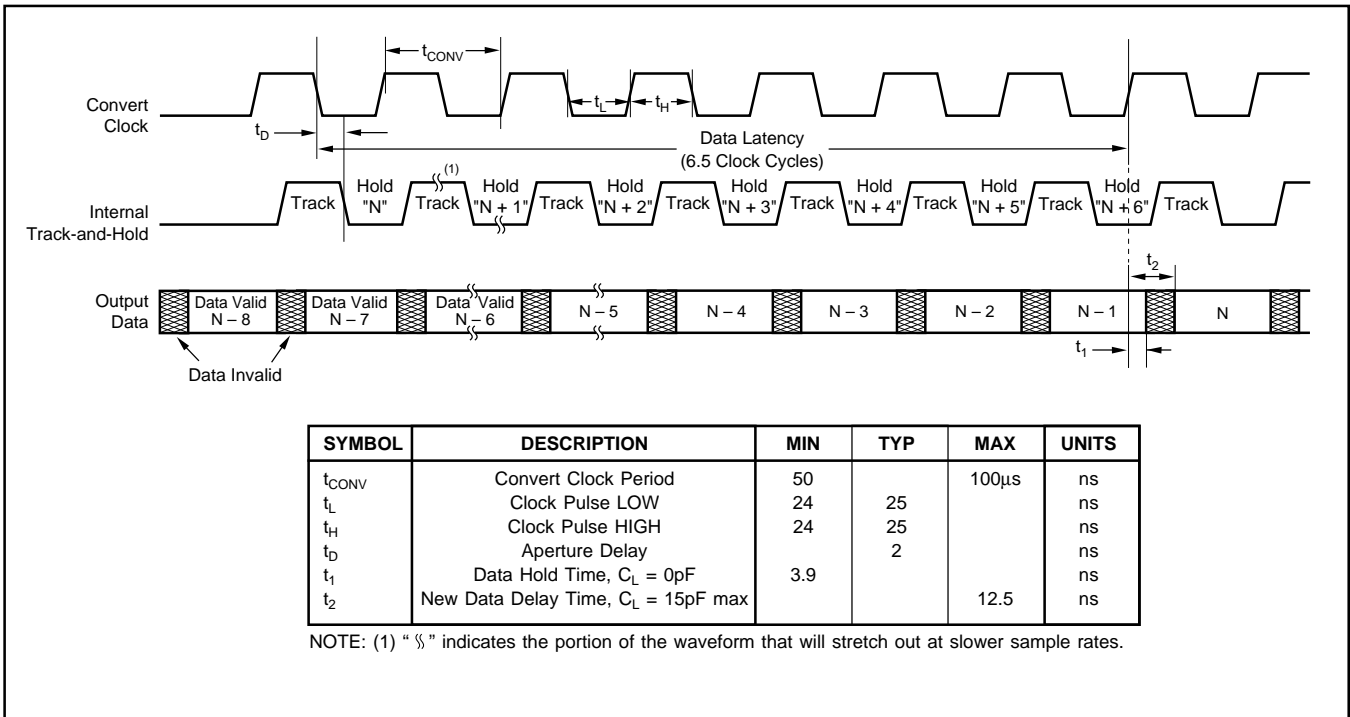 t_CONV
Convert
Clock
t_L
t_H
t_D
Data Latency
(6.5 Clock Cycles)
(1)
Internal
Track-and-Hold
Track
Hold
"N"
Track
Hold
"N + 1"
Track
Hold
"N + 2"
Track
Hold
"N + 3"
Track
Hold
"N + 4"
Track
Hold
"N + 5"
Track
Hold
"N + 6"
Track
t_2
Output
Data
Data Valid
N – 8
Data Valid
N – 7
Data Valid
N – 6
N – 5
N – 4
N – 3
N – 2
N – 1
N
t_1
Data Invalid
SYMBOL DESCRIPTION MIN TYP MAX UNITS
t_CONV Convert Clock Period 50 100µs ns
t_L Clock Pulse LOW 24 25 ns
t_H Clock Pulse HIGH 24 25 ns
t_D Aperture Delay 2 ns
t_1 Data Hold Time, C_L = 0pF 3.9 ns
t_2 New Data Delay Time, C_L = 15pF max 12.5 ns
NOTE: (1) " ⸾ " indicates the portion of the waveform that will stretch out at slower sample rates.